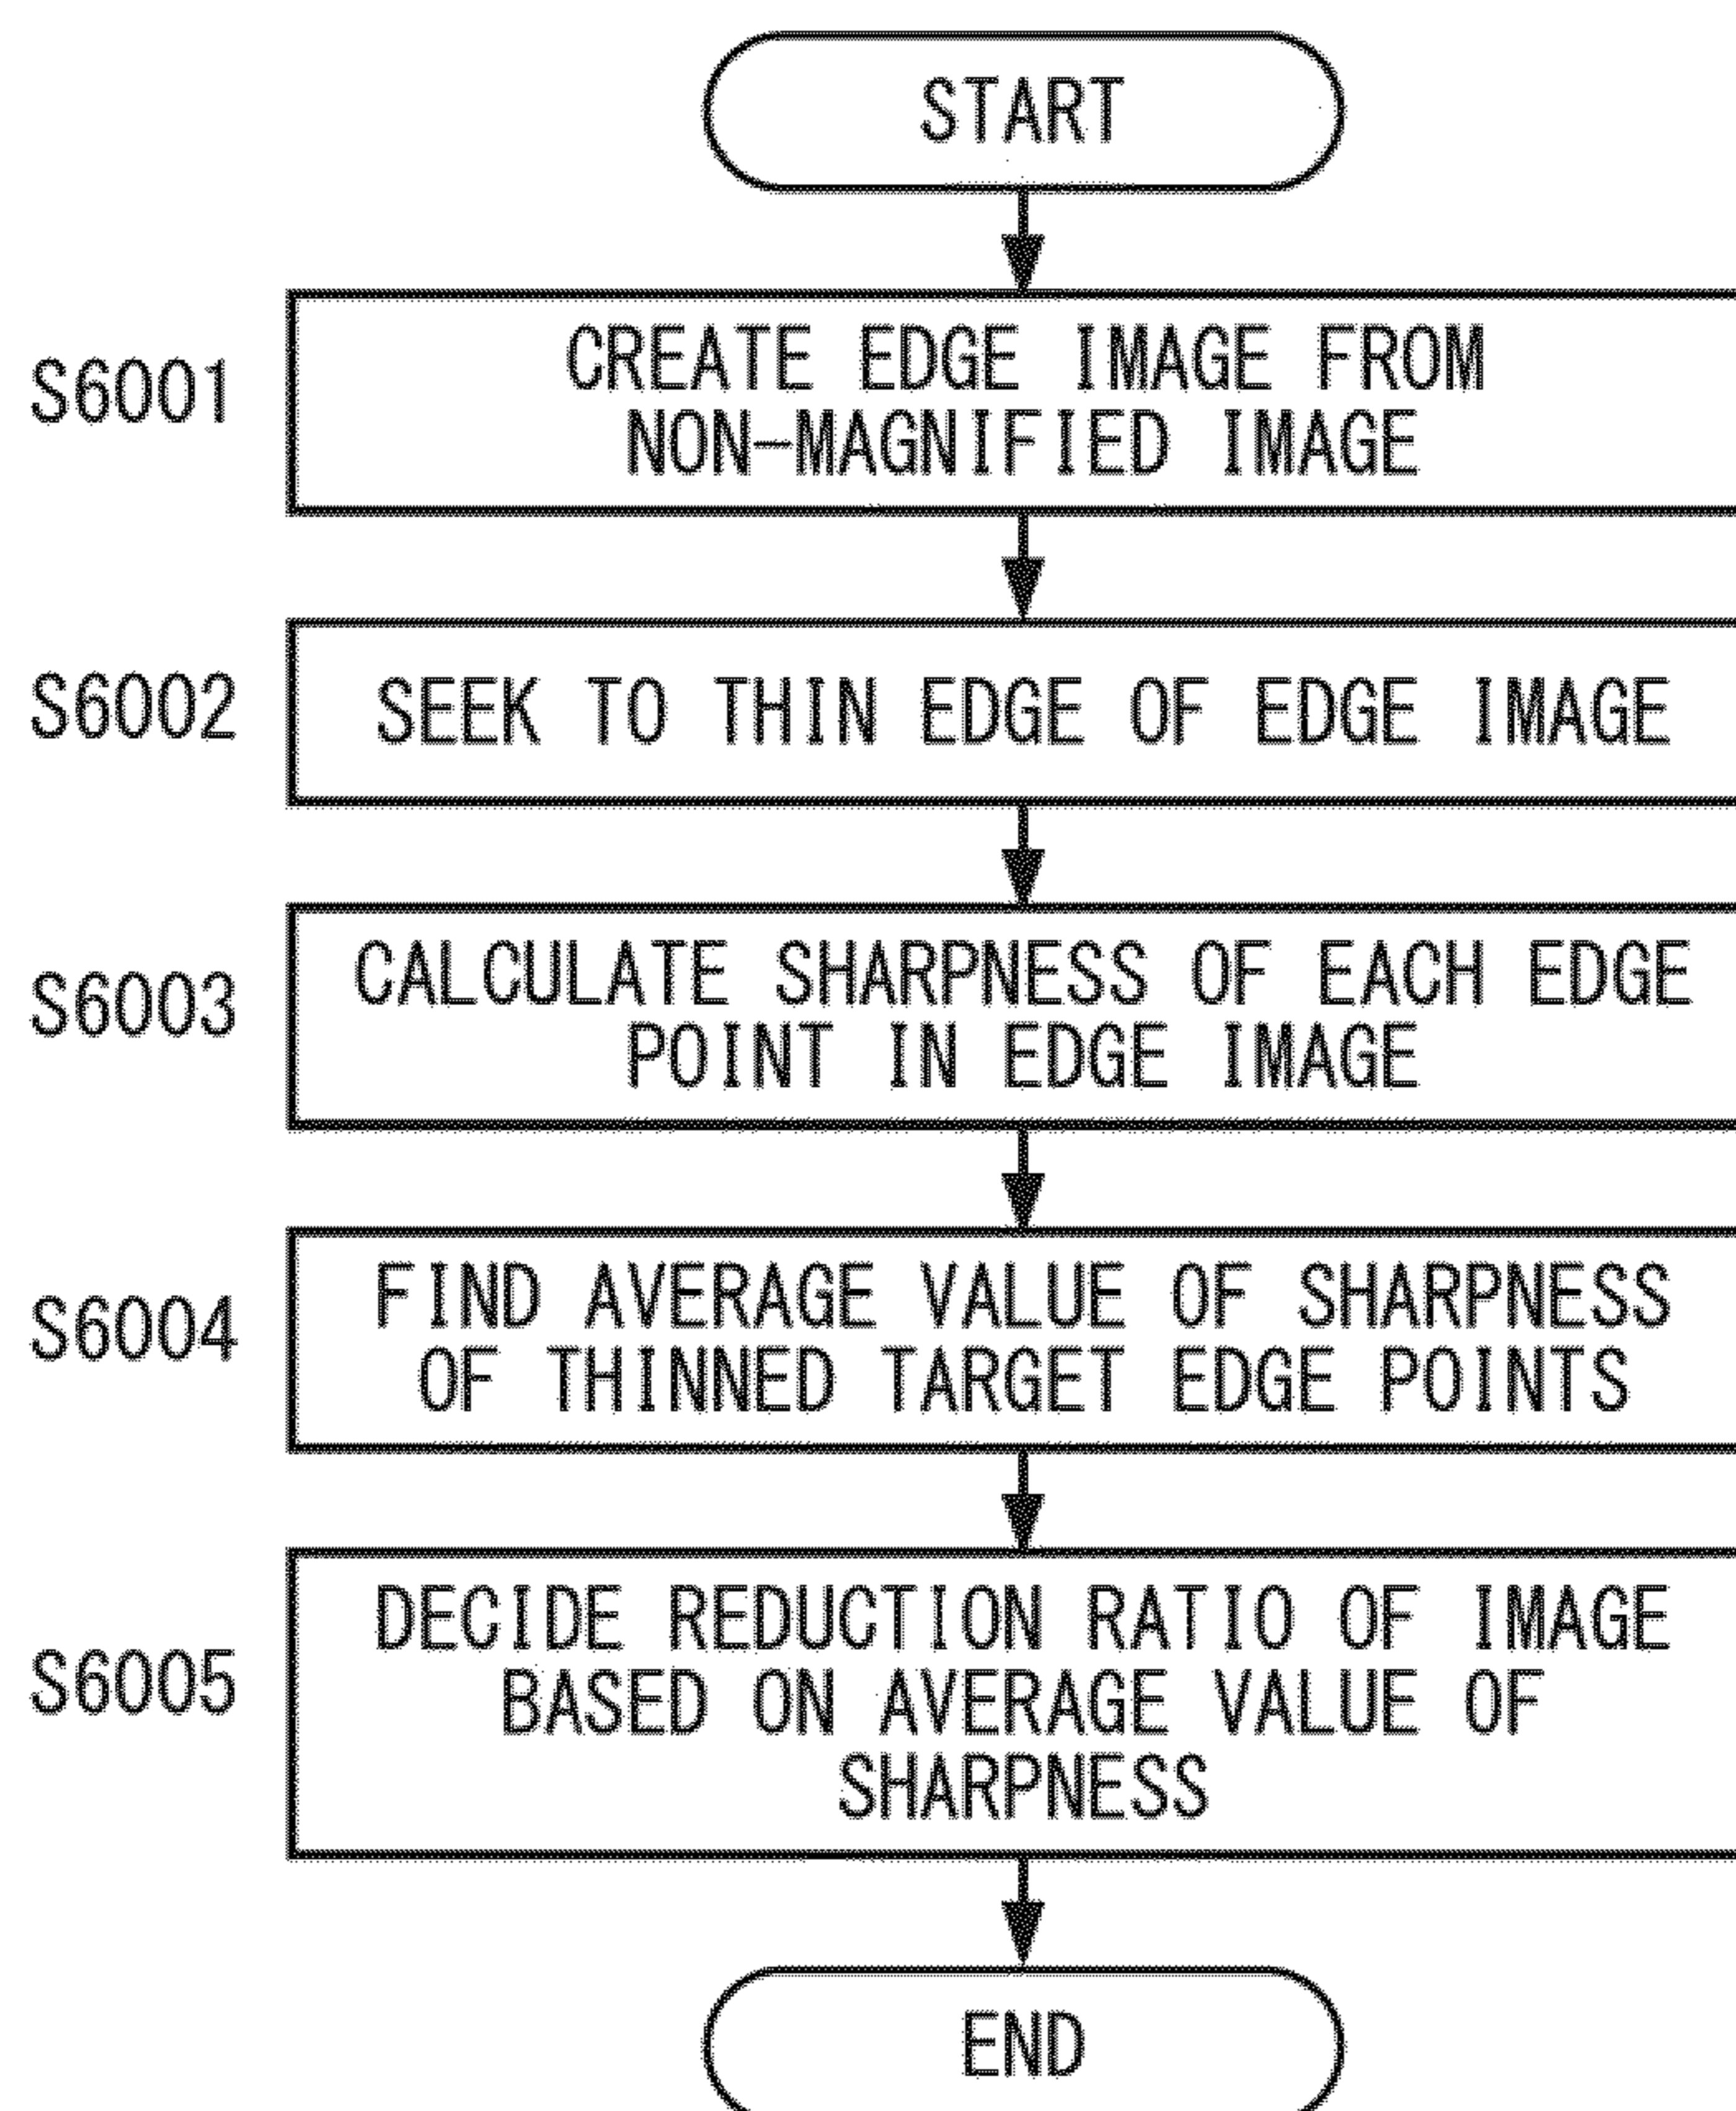 START
S6001
CREATE EDGE IMAGE FROM
NON-MAGNIFIED IMAGE
S6002
SEEK TO THIN EDGE OF EDGE IMAGE
S6003
CALCULATE SHARPNESS OF EACH EDGE
POINT IN EDGE IMAGE
S6004
FIND AVERAGE VALUE OF SHARPNESS
OF THINNED TARGET EDGE POINTS
S6005
DECIDE REDUCTION RATIO OF IMAGE
BASED ON AVERAGE VALUE OF
SHARPNESS
END